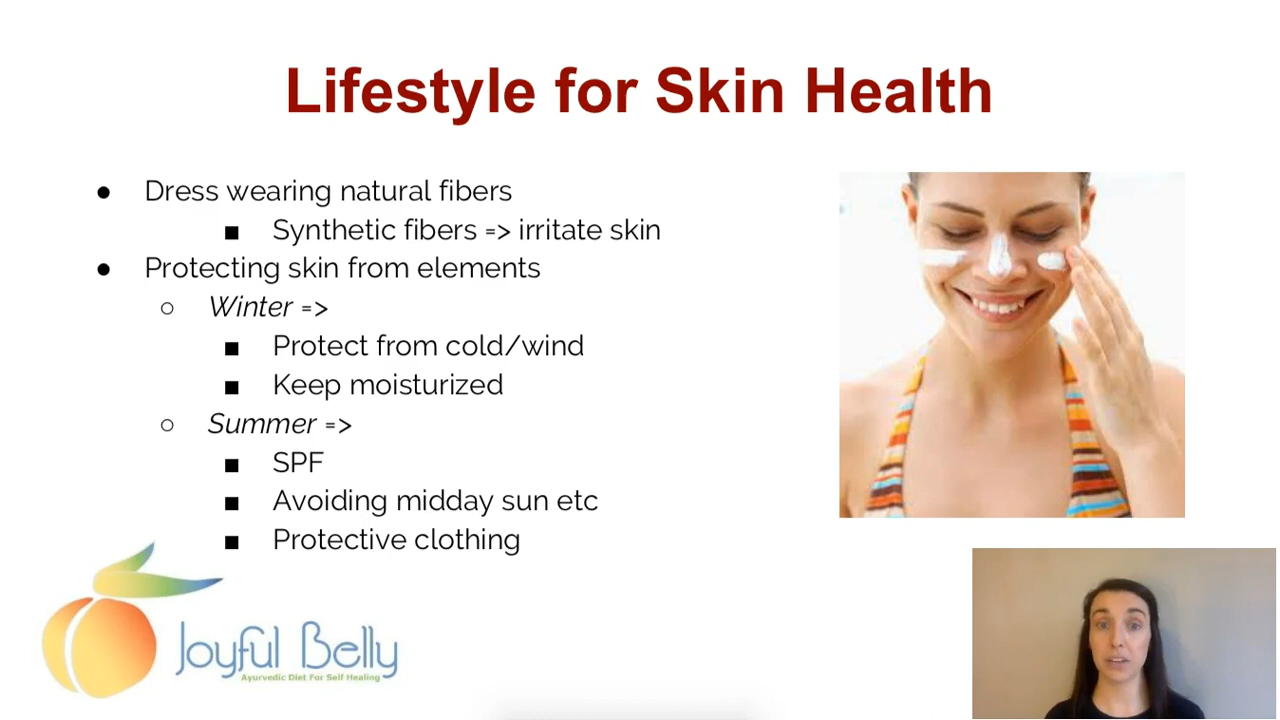 Lifestyle for Skin Health
● Dress wearing natural fibers
■ Synthetic fibers => irritate skin
● Protecting skin from elements
○ Winter =>
■ Protect from cold/wind
■ Keep moisturized
○ Summer =>
■ SPF
■ Avoiding midday sun etc
■ Protective clothing
Joyful Belly
Ayurvedic Diet For Self Healing